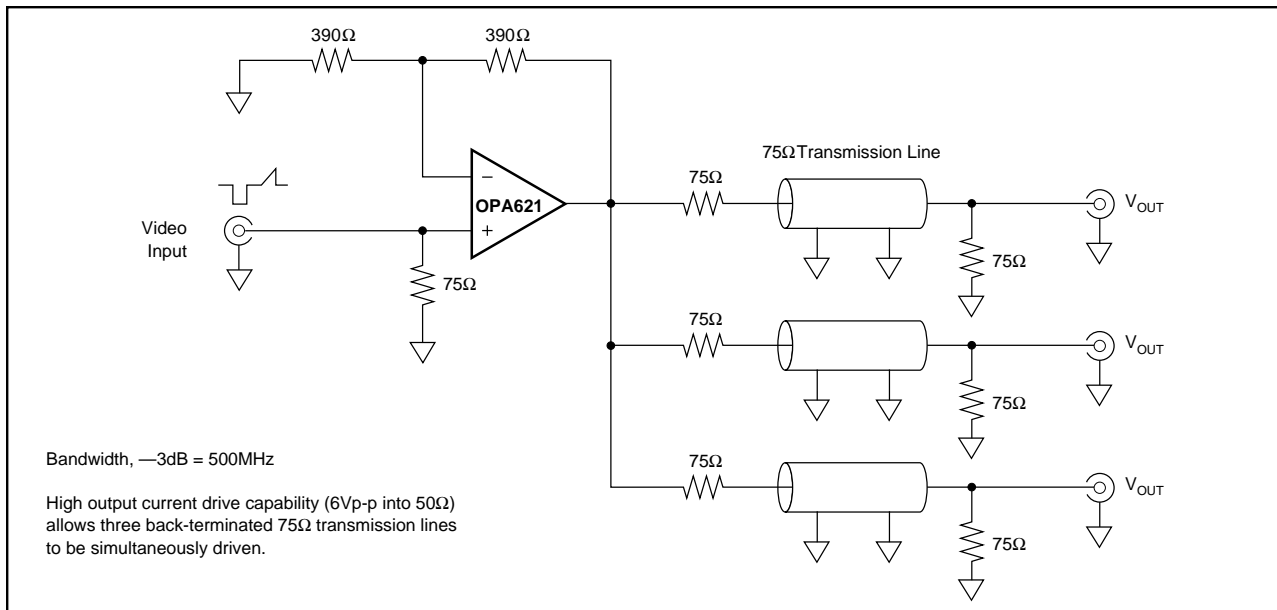 390Ω
390Ω
75Ω Transmission Line
75Ω
−
OPA621
+
Video
Input
75Ω
75Ω
V_OUT
75Ω
75Ω
V_OUT
75Ω
75Ω
V_OUT
Bandwidth, —3dB = 500MHz
High output current drive capability (6Vp-p into 50Ω)
allows three back-terminated 75Ω transmission lines
to be simultaneously driven.
75Ω